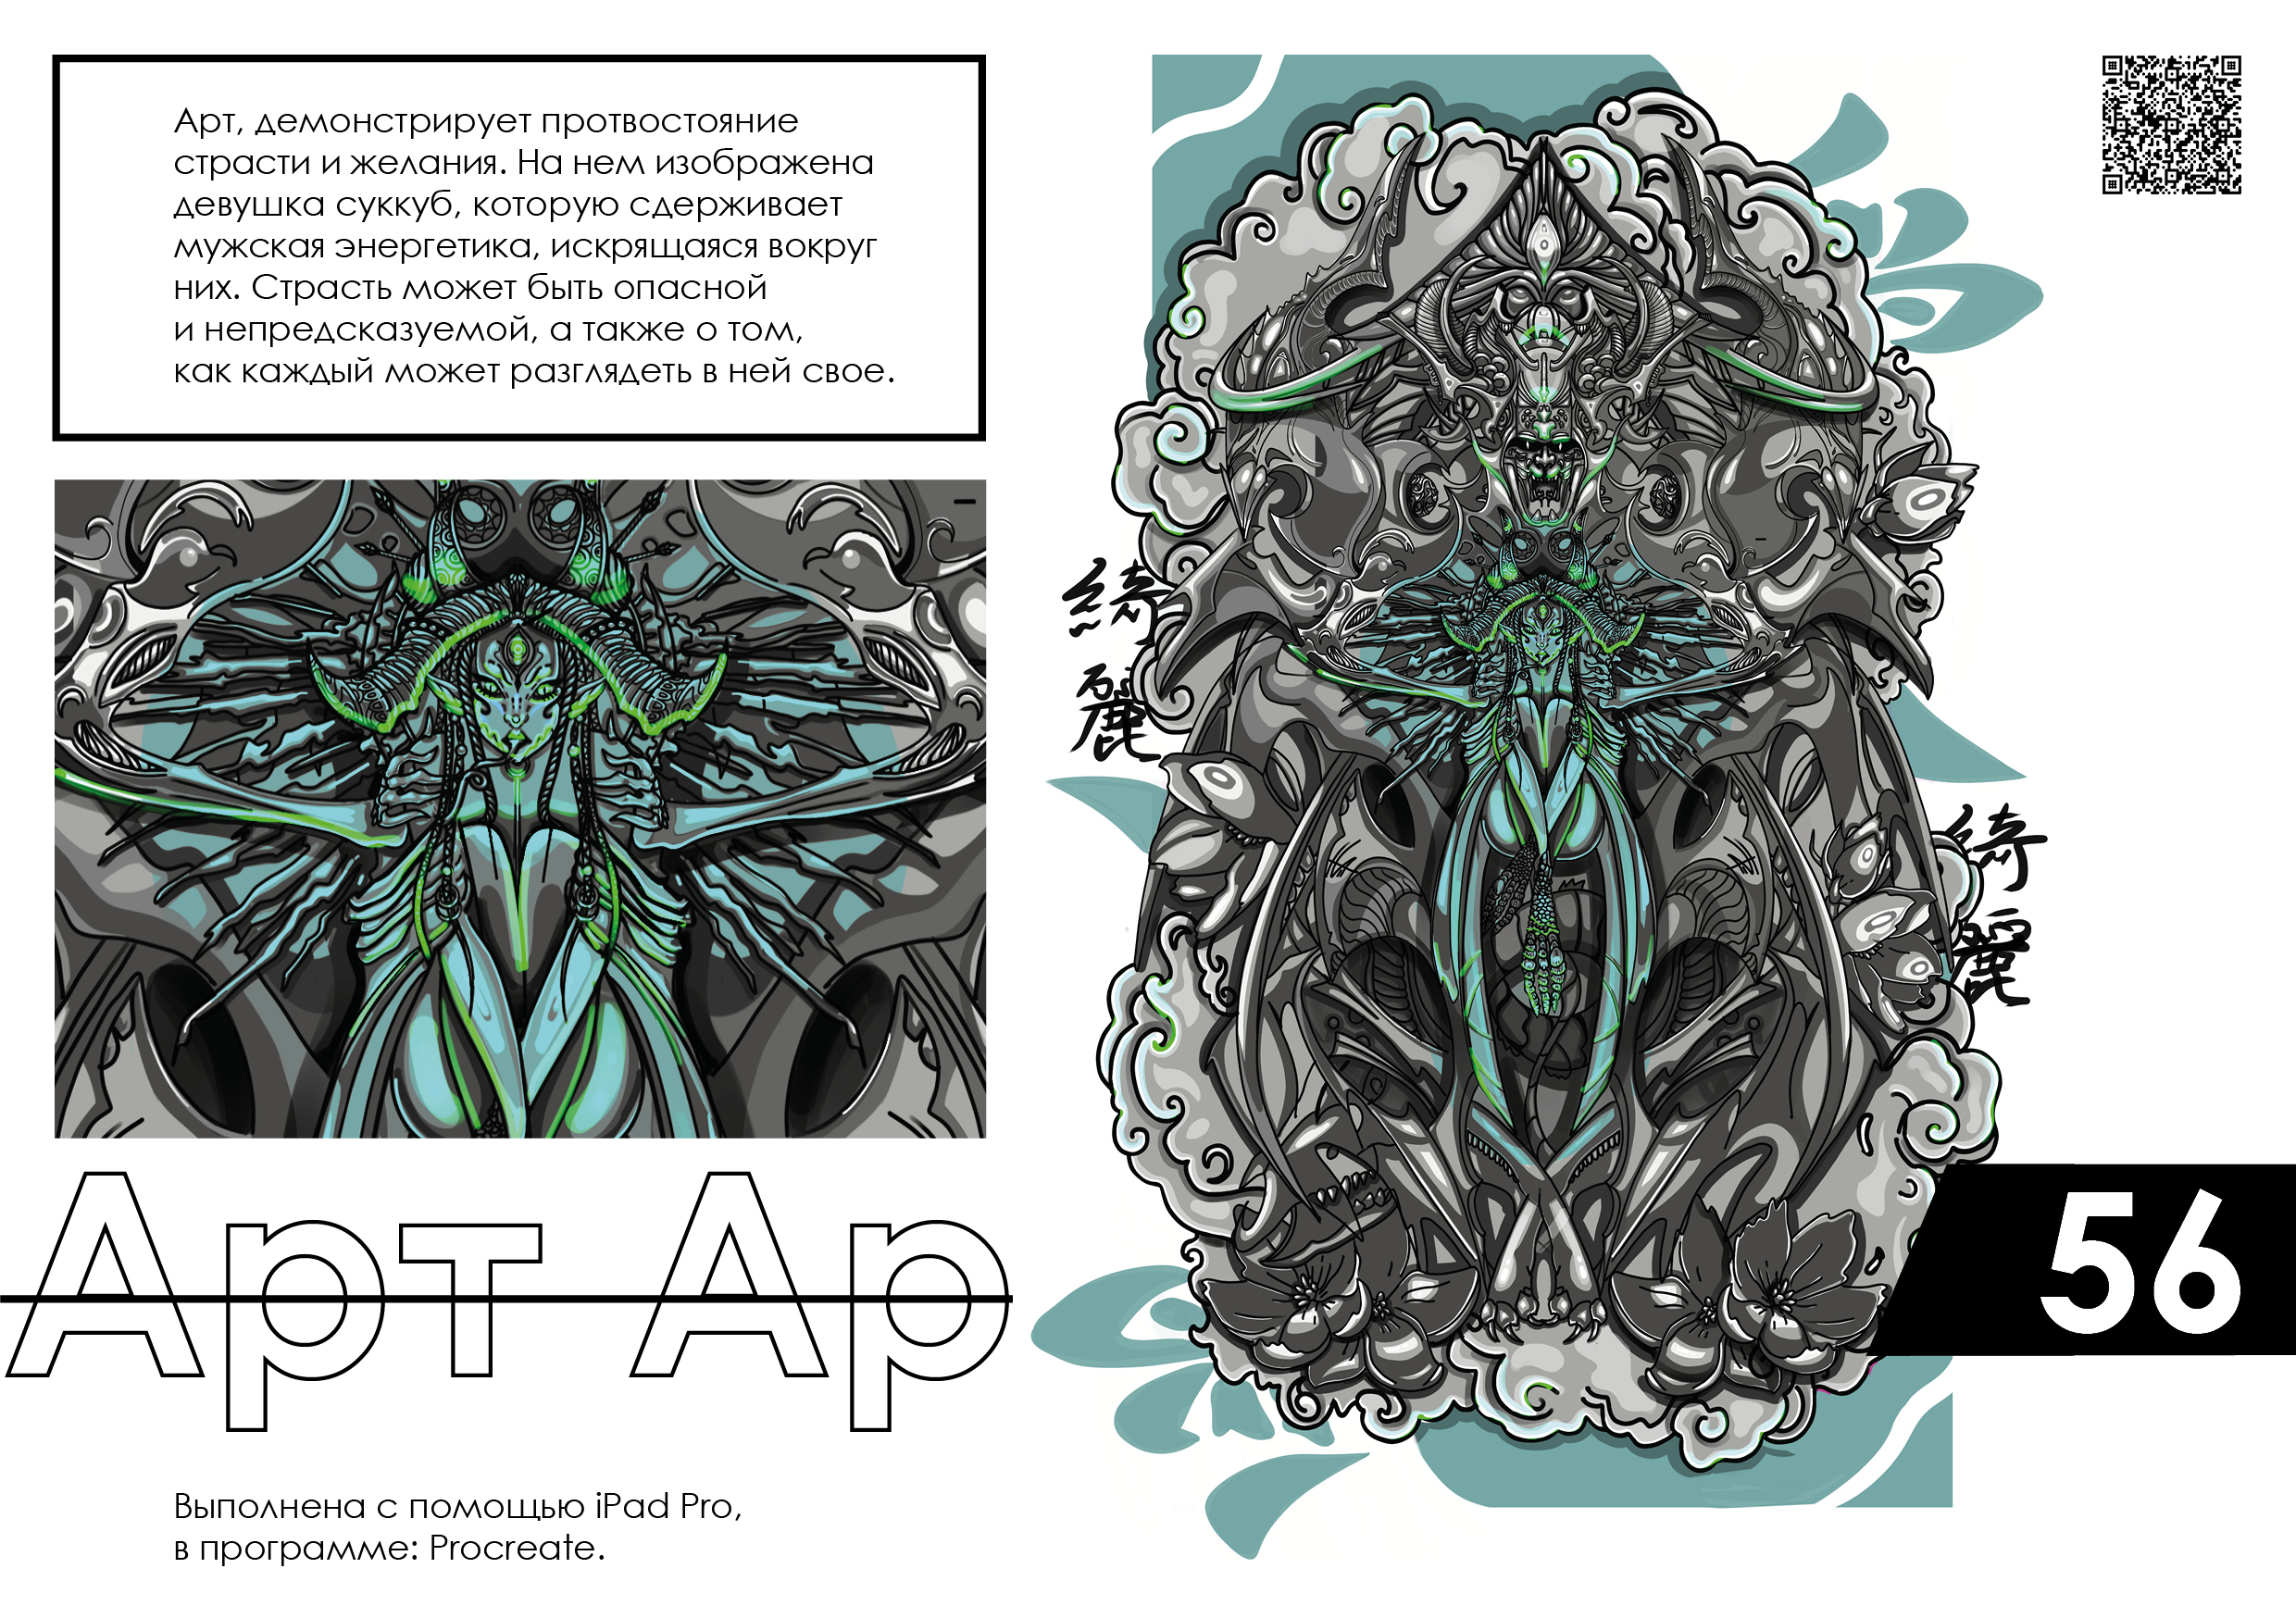 Арт, демонстрирует протвостояние
страсти и желания. На нем изображена
девушка суккуб, которую сдерживает
мужская энергетика, искрящаяся вокруг
них. Страсть может быть опасной
и непредсказуемой, а также о том,
как каждый может разглядеть в ней свое.
綺
麗
綺
麗
Арт Ар
56
Выполнена с помощью iPad Pro,
в программе: Procreate.